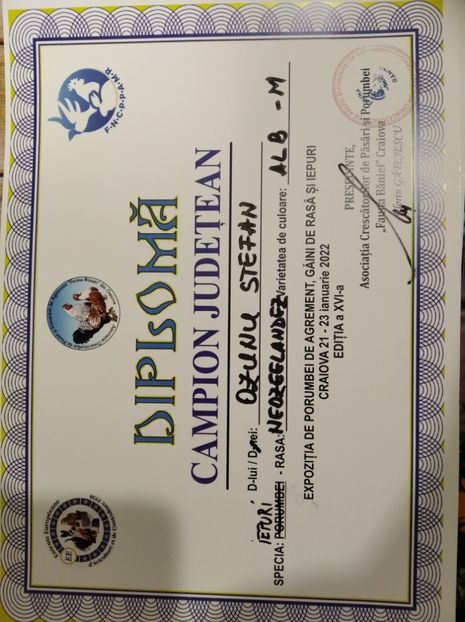 F·N·C·P·P·A·M·R
DIPLOMĂ
CAMPION JUDEȚEAN
D-lui / Dnei: OZUNU STEFAN
IEPURI
SPECIA: PORUMBEI - RASA: NEOZEELANDEZ Varietatea de culoare: ALB - M
EXPOZIȚIA DE PORUMBEI DE AGREMENT, GĂINI DE RASĂ ȘI IEPURI
CRAIOVA 21 - 23 ianuarie 2022
EDIȚIA a XVI-a
PREȘEDINTE,
Asociația Crescătorilor de Păsări și Porumbei
„Fauna Băniei” Craiova